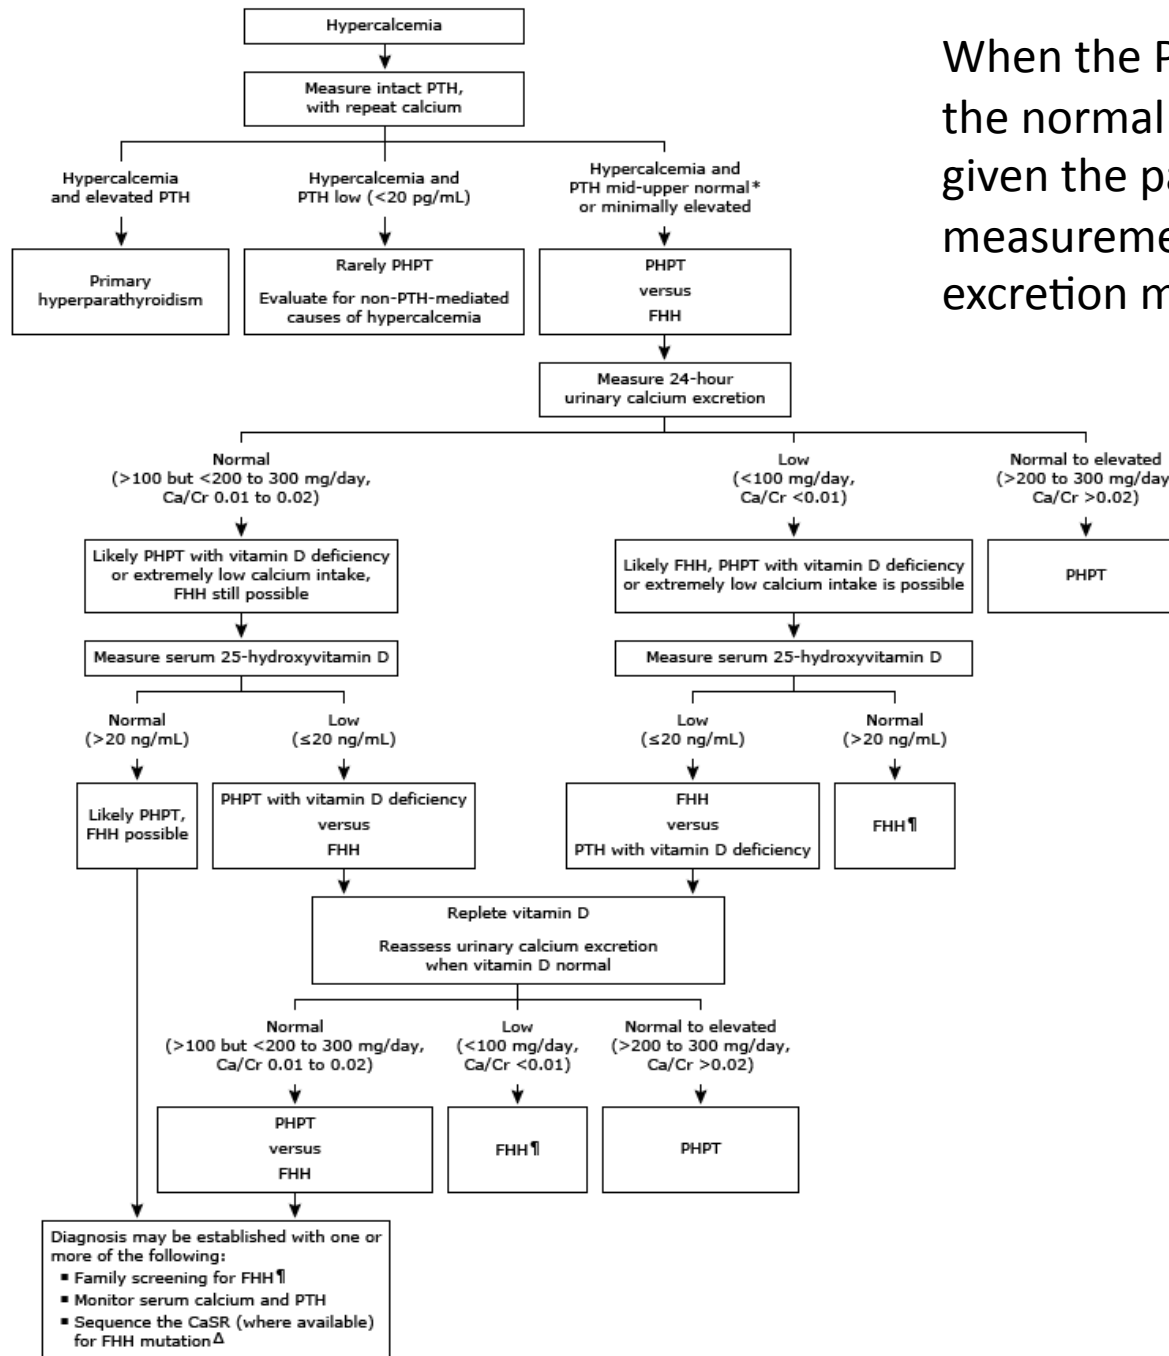 Hypercalcemia
Measure intact PTH,
with repeat calcium
Hypercalcemia
and elevated PTH
Hypercalcemia and
PTH low (<20 pg/mL)
Hypercalcemia and
PTH mid-upper normal*
or minimally elevated
Primary
hyperparathyroidism
Rarely PHPT
Evaluate for non-PTH-mediated
causes of hypercalcemia
PHPT
versus
FHH
Measure 24-hour
urinary calcium excretion
Normal
(>100 but <200 to 300 mg/day,
Ca/Cr 0.01 to 0.02)
Low
(<100 mg/day,
Ca/Cr <0.01)
Normal to elevated
(>200 to 300 mg/day
Ca/Cr >0.02)
Likely PHPT with vitamin D deficiency
or extremely low calcium intake,
FHH still possible
Likely FHH, PHPT with vitamin D deficiency
or extremely low calcium intake is possible
PHPT
Measure serum 25-hydroxyvitamin D
Measure serum 25-hydroxyvitamin D
Normal
(>20 ng/mL)
Low
(≤20 ng/mL)
Low
(≤20 ng/mL)
Normal
(>20 ng/mL)
Likely PHPT,
FHH possible
PHPT with vitamin D deficiency
versus
FHH
FHH
versus
PTH with vitamin D deficiency
FHH¶
Replete vitamin D
Reassess urinary calcium excretion
when vitamin D normal
Normal
(>100 but <200 to 300 mg/day,
Ca/Cr 0.01 to 0.02)
Low
(<100 mg/day,
Ca/Cr <0.01)
Normal to elevated
(>200 to 300 mg/day,
Ca/Cr >0.02)
PHPT
versus
FHH
FHH¶
PHPT
Diagnosis may be established with one or
more of the following:
▪ Family screening for FHH¶
▪ Monitor serum calcium and PTH
▪ Sequence the CaSR (where available)
for FHH mutationΔ
When the
the normal
given the
excretion